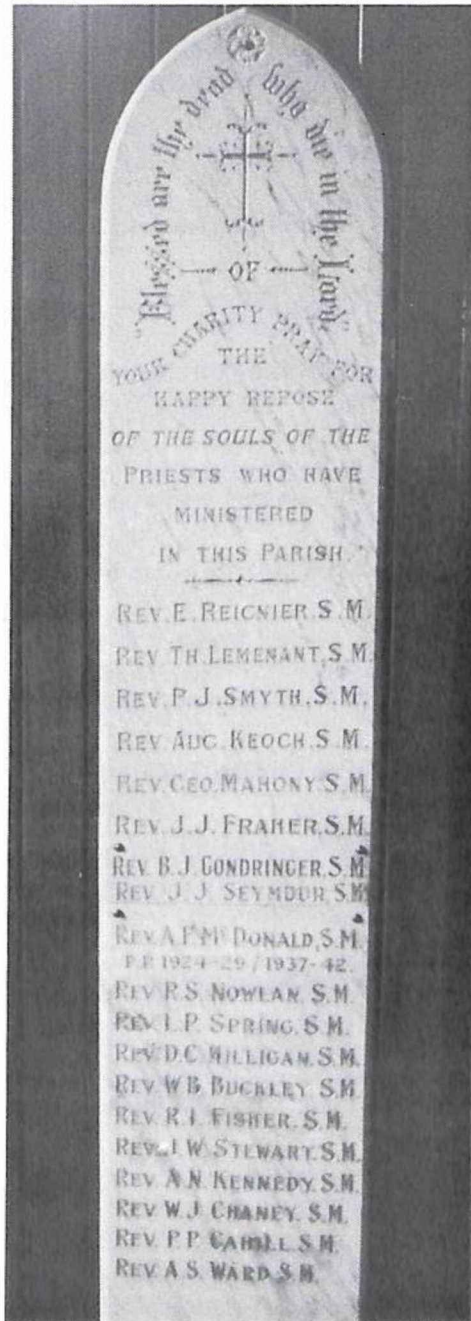 "Blessed are the dead who die in the Lord"
OF
YOUR CHARITY PRAY FOR
THE
HAPPY REPOSE
OF THE SOULS OF THE
PRIESTS WHO HAVE
MINISTERED
IN THIS PARISH.
REV. E. REIGNIER. S.M.
REV. TH. LEMENANT, S.M.
REV. P. J. SMYTH, S.M.
REV. AUG. KEOGH. S.M.
REV. GEO. MAHONY. S.M.
REV. J. J. FRAHER. S.M.
REV. B. J. GONDRINGER. S.M.
REV. J. J. SEYMOUR. S.M.
REV. A. P. Mc DONALD, S.M.
P.P. 1924-29 / 1937-42.
REV. R. S. NOWLAN. S.M.
REV. L. P. SPRING. S.M.
REV. D. C. MILLIGAN. S.M.
REV. W. B. BUCKLEY. S.M.
REV. R. I. FISHER. S.M.
REV. J. W. STEWART. S.M.
REV. A. N. KENNEDY. S.M.
REV. W. J. CHANEY. S.M.
REV. P. P. CAHILL. S.M.
REV. A. S. WARD. S.M.